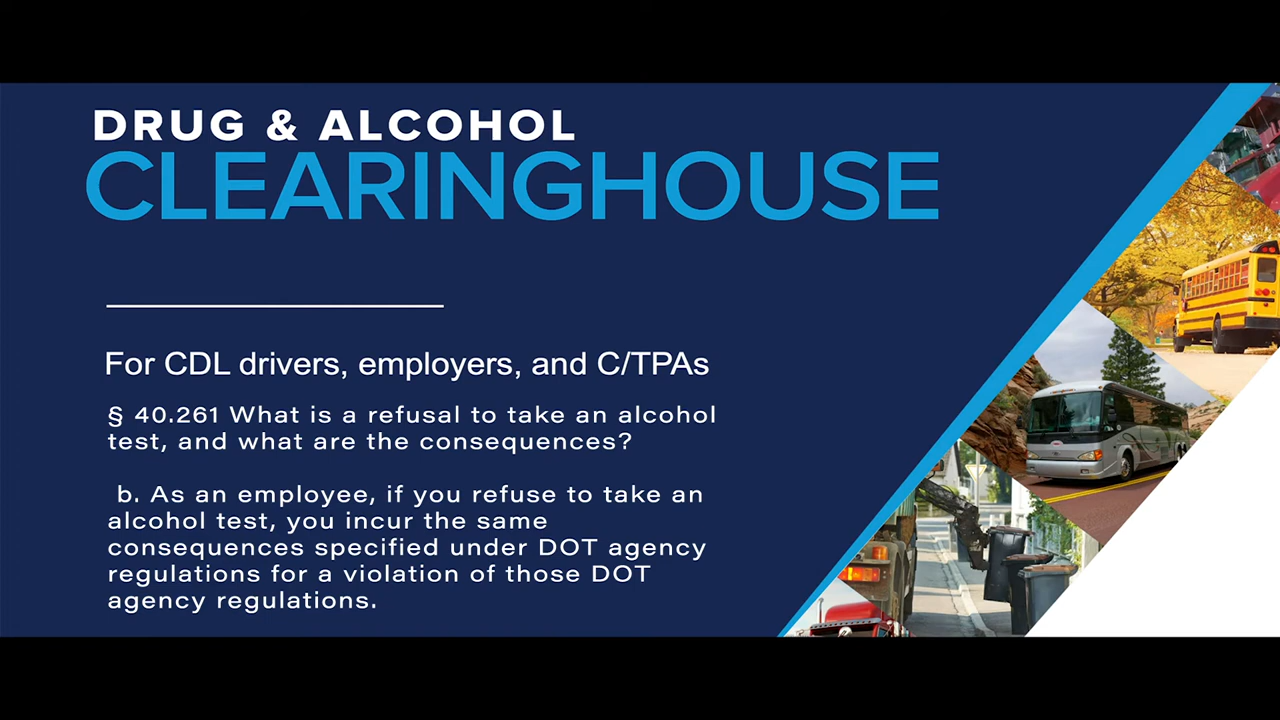 DRUG & ALCOHOL
CLEARINGHOUSE
For CDL drivers, employers, and C/TPAs
§ 40.261 What is a refusal to take an alcohol
test, and what are the consequences?
b. As an employee, if you refuse to take an
alcohol test, you incur the same
consequences specified under DOT agency
regulations for a violation of those DOT
agency regulations.